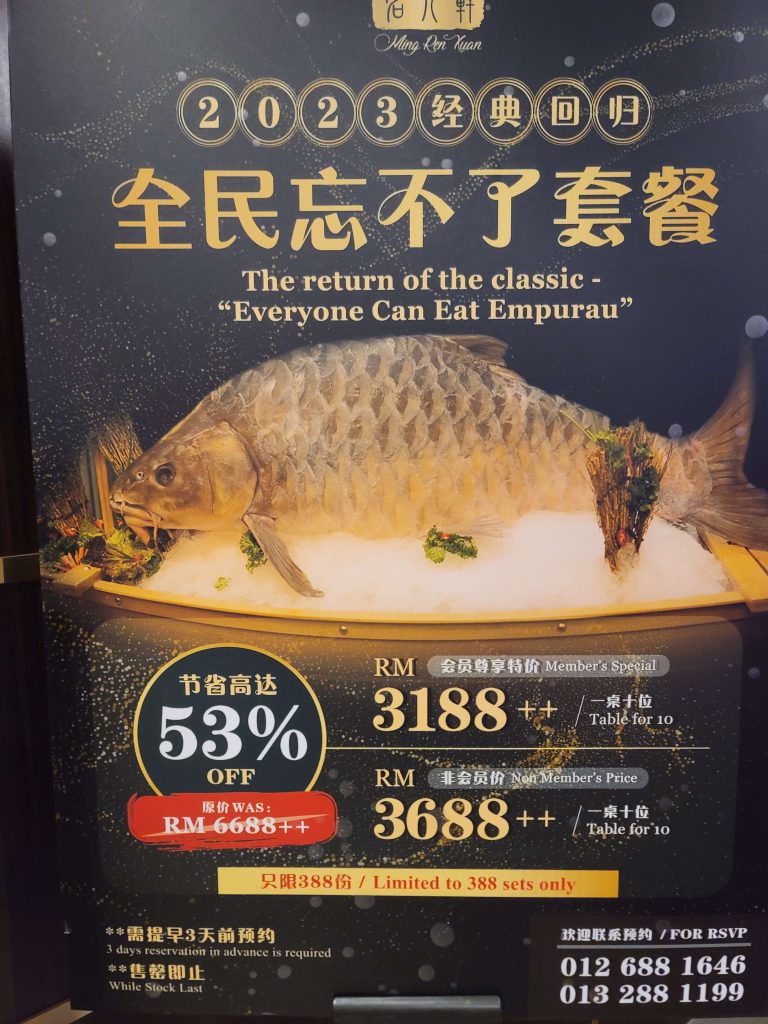 名人軒
Ming Ren Xuan
2023经典回归
全民忘不了套餐
The return of the classic -
“Everyone Can Eat Empurau”
节省高达
53%
OFF
原价 WAS :
RM 6688++
RM 会员尊享特价 Member's Special
3188++ /一桌十位
Table for 10
RM 非会员价 Non Member's Price
3688++ /一桌十位
Table for 10
只限388份 / Limited to 388 sets only
**需提早3天前预约
3 days reservation in advance is required
**售罄即止
While Stock Last
欢迎联系预约 / FOR RSVP
012 688 1646
013 288 1199